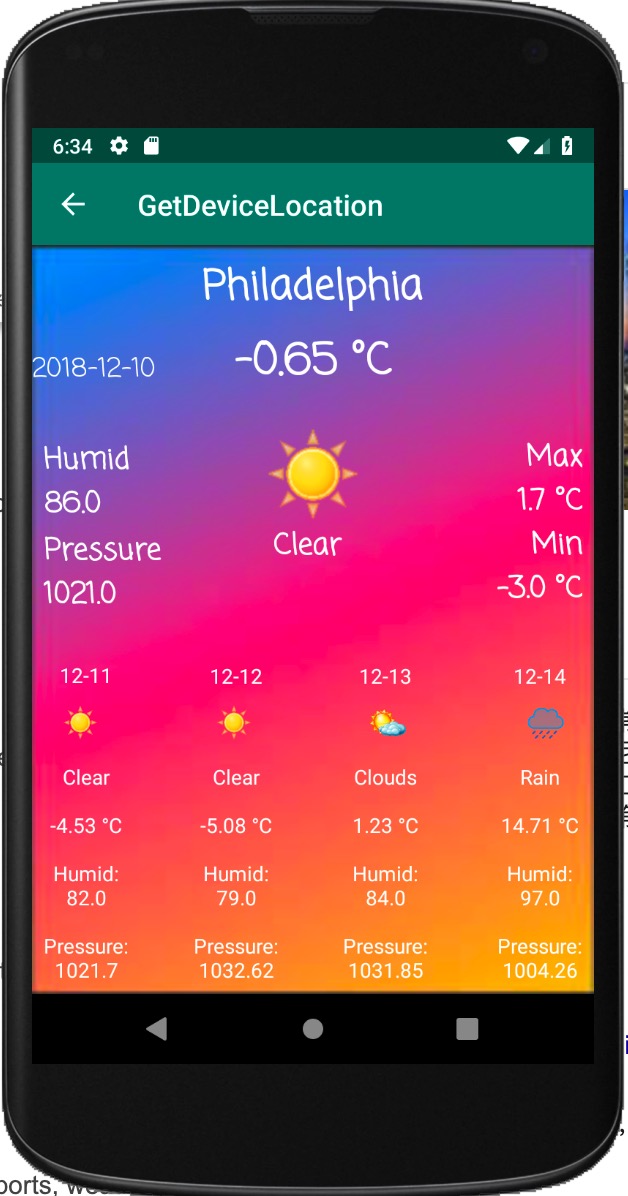 6:34
GetDeviceLocation
Philadelphia
2018-12-10
-0.65 °C
Humid
86.0
Pressure
1021.0
Clear
Max
1.7 °C
Min
-3.0 °C
12-11 12-12 12-13 12-14
Clear Clear Clouds Rain
-4.53 °C -5.08 °C 1.23 °C 14.71 °C
Humid: Humid: Humid: Humid:
82.0 79.0 84.0 97.0
Pressure: Pressure: Pressure: Pressure:
1021.7 1032.62 1031.85 1004.26